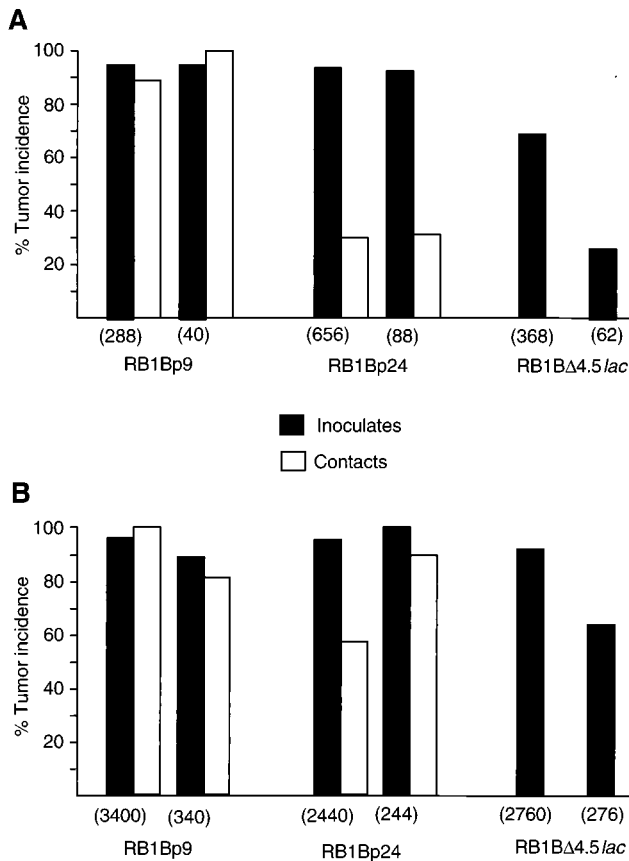 A
100
80
60
40
20
% Tumor incidence
(288) (40) (656) (88) (368) (62)
RB1Bp9 RB1Bp24 RB1BΔ4.5lac
Inoculates
Contacts
B
100
80
60
40
20
% Tumor incidence
(3400) (340) (2440) (244) (2760) (276)
RB1Bp9 RB1Bp24 RB1BΔ4.5lac